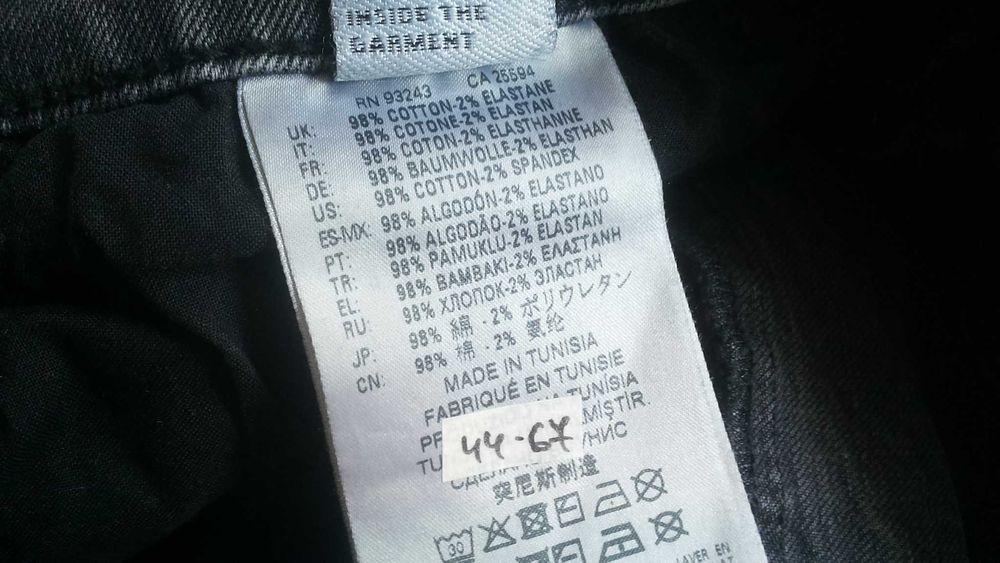 INSIDE THE
GARMENT
RN 93243 CA 25594
UK: 98% COTTON-2% ELASTANE
IT: 98% COTONE-2% ELASTAN
FR: 98% COTON-2% ELASTHANNE
DE: 98% BAUMWOLLE-2% ELASTHAN
US: 98% COTTON-2% SPANDEX
ES-MX: 98% ALGODÓN-2% ELASTANO
PT: 98% ALGODÃO-2% ELASTANO
TR: 98% PAMUKLU-2% ELASTAN
EL: 98% BAMBAKI-2% ΕΛΑΣΤΑΝΗ
RU: 98% ХЛОПОК-2% ЭЛАСТАН
JP: 98% 綿 - 2% ポリウレタン
CN: 98% 棉 - 2% 氨纶
MADE IN TUNISIA
FABRIQUÉ EN TUNISIE
TUNÍSIA
44-67
突尼斯制造
30